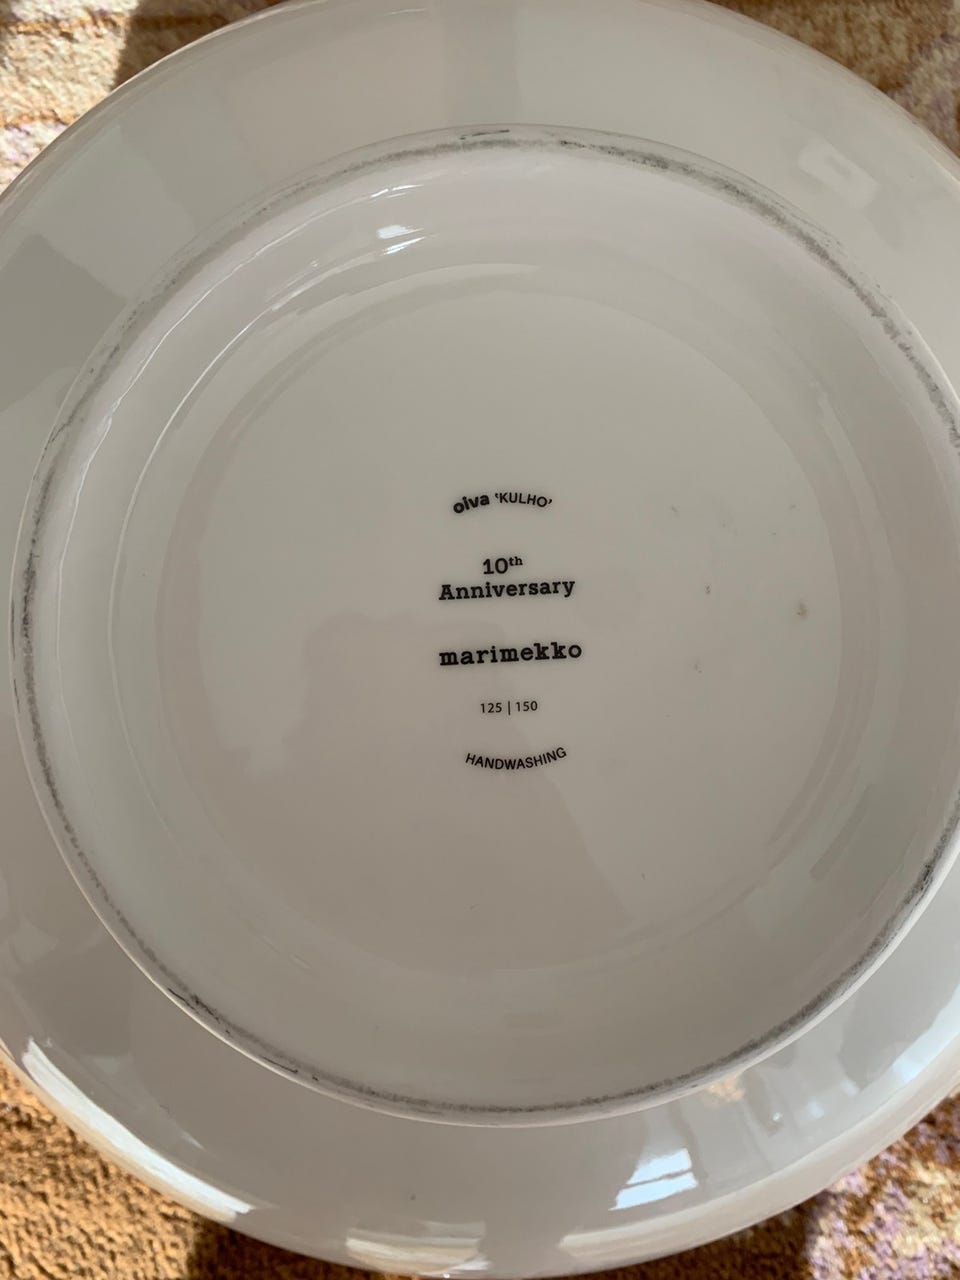 oiva 'KULHO'
10th
Anniversary
marimekko
125 | 150
HANDWASHING